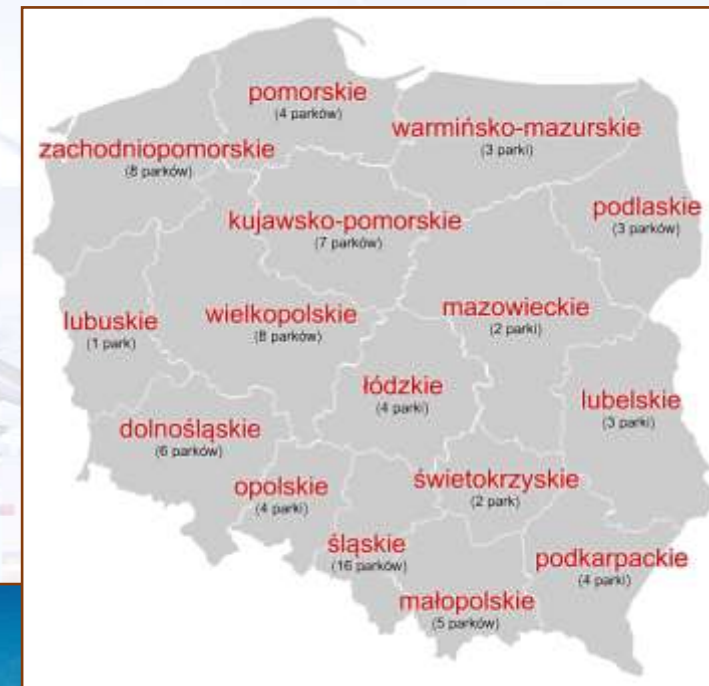 pomorskie
(4 parków)
warmińsko-mazurskie
(3 parki)
zachodniopomorskie
(8 parków)
podlaskie
(3 parków)
kujawsko-pomorskie
(7 parków)
lubuskie
(1 park)
wielkopolskie
(8 parków)
mazowieckie
(2 parki)
łódzkie
(4 parki)
lubelskie
(3 parki)
dolnośląskie
(6 parków)
opolskie
(4 parki)
świetokrzyskie
(2 park)
śląskie
(16 parków)
podkarpackie
(4 parki)
małopolskie
(5 parków)